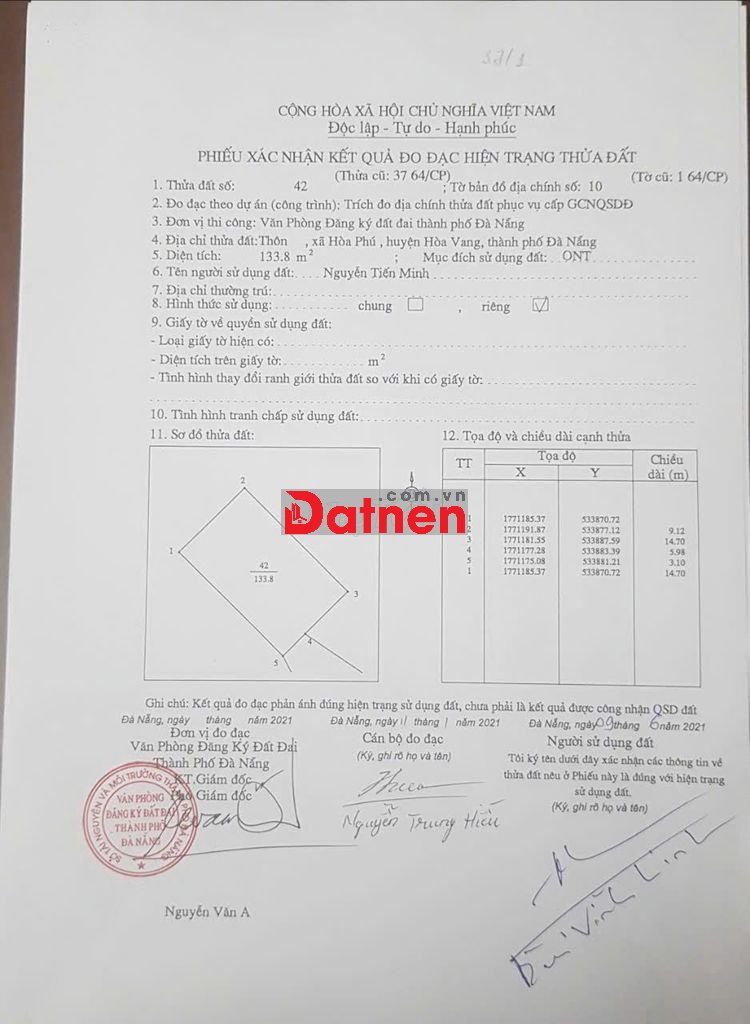 37/1
CỘNG HÒA XÃ HỘI CHỦ NGHĨA VIỆT NAM
Độc lập - Tự do - Hạnh phúc
PHIẾU XÁC NHẬN KẾT QUẢ ĐO ĐẠC HIỆN TRẠNG THỬA ĐẤT
(Thửa cũ: 37 64/CP) (Tờ cũ: 1 64/CP)
1. Thửa đất số: 42 ; Tờ bản đồ địa chính số: 10
2. Đo đạc theo dự án (công trình): Trích đo địa chính thửa đất phục vụ cấp GCNQSDĐ
3. Đơn vị thi công: Văn Phòng Đăng ký đất đai thành phố Đà Nẵng
4. Địa chỉ thửa đất:Thôn , xã Hòa Phú , huyện Hòa Vang, thành phố Đà Nẵng
5. Diện tích: 133.8 m² ; Mục đích sử dụng đất: ONT
6. Tên người sử dụng đất: Nguyễn Tiến Minh
7. Địa chỉ thường trú:
8. Hình thức sử dụng: chung , riêng ☑
9. Giấy tờ về quyền sử dụng đất:
- Loại giấy tờ hiện có:
- Diện tích trên giấy tờ: m²
- Tình hình thay đổi ranh giới thửa đất so với khi có giấy tờ:
10. Tình hình tranh chấp sử dụng đất:
11. Sơ đồ thửa đất: 12. Tọa độ và chiều dài cạnh thửa
TT Tọa độ Chiều dài (m)
X Y
1 1771185.37 533870.72
2 1771191.87 533877.12 9.12
3 1771181.55 533887.59 14.70
4 1771177.28 533883.39 5.98
5 1771175.08 533881.21 3.10
1 1771185.37 533870.72 14.70
2
1
42
133.8
3
4
5
Datnen
.com.vn
Ghi chú: Kết quả đo đạc phản ánh đúng hiện trạng sử dụng đất, chưa phải là kết quả được công nhận QSD đất
Đà Nẵng, ngày tháng năm 2021
Đơn vị đo đạc
Văn Phòng Đăng Ký Đất Đai
Thành Phố Đà Nẵng
KT.Giám đốc
Phó Giám đốc
SỞ TÀI NGUYÊN VÀ MÔI TRƯỜNG THÀNH PHỐ ĐÀ NẴNG
VĂN PHÒNG
ĐĂNG KÝ ĐẤT ĐAI
THÀNH PHỐ
ĐÀ NẴNG
Nguyễn Văn A
Đà Nẵng, ngày 11 tháng 1 năm 2021
Cán bộ đo đạc
(Ký, ghi rõ họ và tên)
Nguyễn Trung Hiếu
Đà Nẵng, ngày 09 tháng 6 năm 2021
Người sử dụng đất
Tôi ký tên dưới đây xác nhận các thông tin về
thửa đất nêu ở Phiếu này là đúng với hiện trạng
sử dụng đất.
(Ký, ghi rõ họ và tên)
Vĩnh Linh